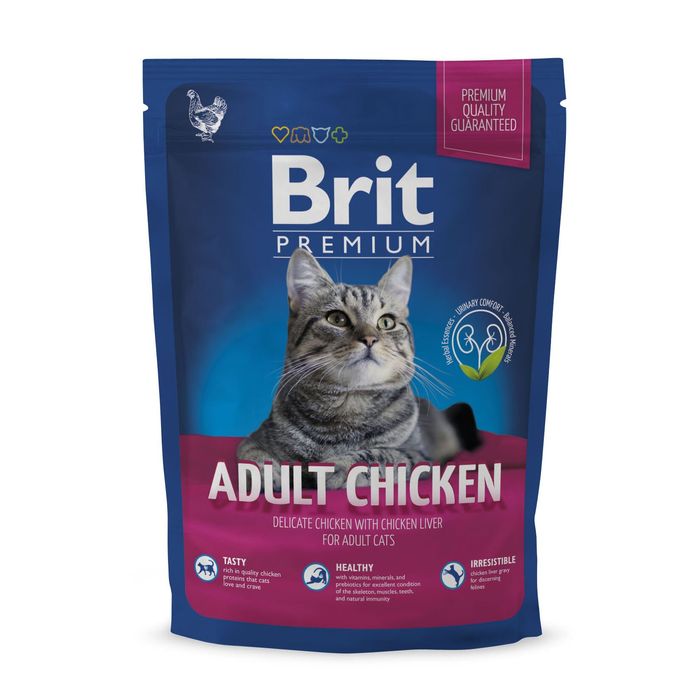 PREMIUM
QUALITY
GUARANTEED
Brit
PREMIUM
Herbal Essences - URINARY COMFORT - Balanced Minerals
ADULT CHICKEN
DELICATE CHICKEN WITH CHICKEN LIVER
FOR ADULT CATS
TASTY
rich in quality chicken
proteins that cats
love and crave
HEALTHY
with vitamins, minerals, and
prebiotics for excellent condition
of the skeleton, muscles, teeth,
and natural immunity
IRRESISTIBLE
chicken liver gravy
for discerning
felines